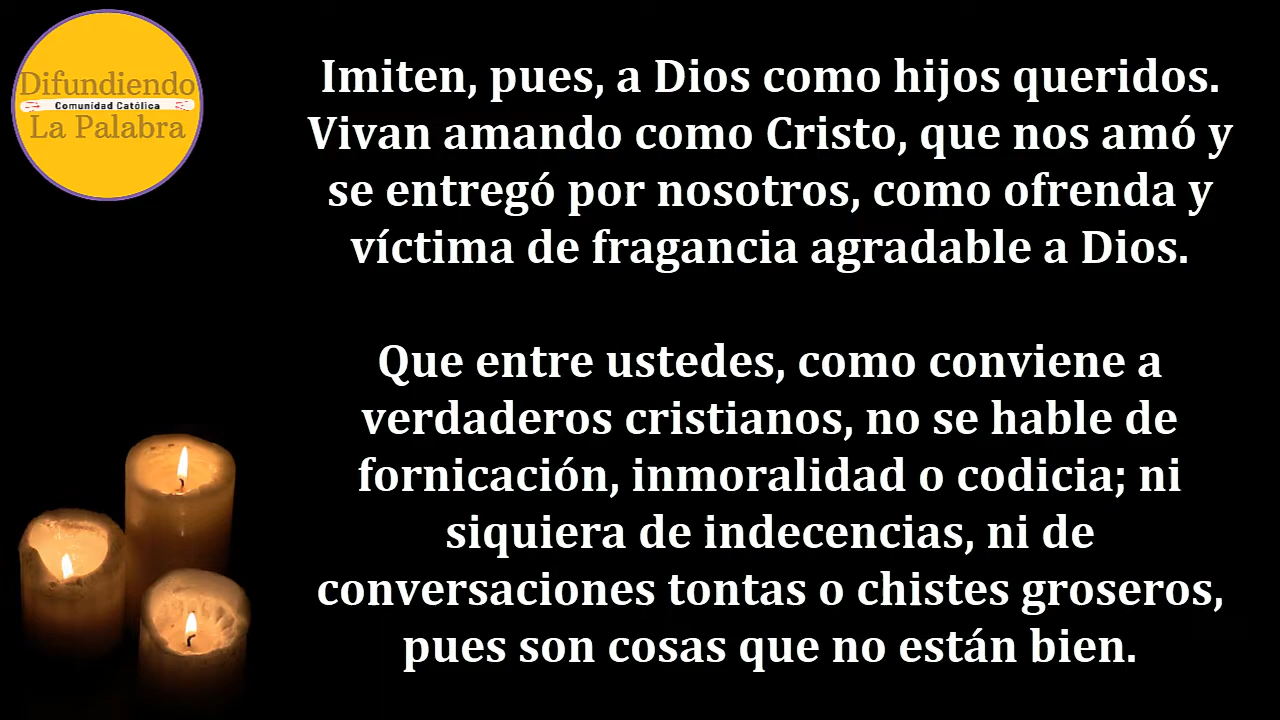 Difundiendo
Comunidad Católica
La Palabra
Imiten, pues, a Dios como hijos queridos.
Vivan amando como Cristo, que nos amó y
se entregó por nosotros, como ofrenda y
víctima de fragancia agradable a Dios.
Que entre ustedes, como conviene a
verdaderos cristianos, no se hable de
fornicación, inmoralidad o codicia; ni
siquiera de indecencias, ni de
conversaciones tontas o chistes groseros,
pues son cosas que no están bien.